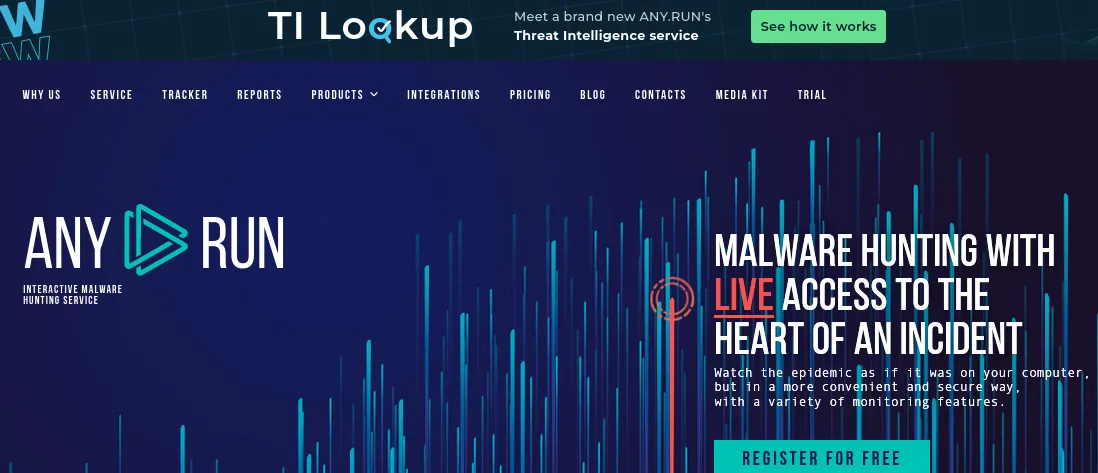 W
W
TI Lookup
Meet a brand new ANY.RUN's
Threat Intelligence service
See how it works
WHY US SERVICE TRACKER REPORTS PRODUCTS INTEGRATIONS PRICING BLOG CONTACTS MEDIA KIT TRIAL
ANY RUN
INTERACTIVE MALWARE
HUNTING SERVICE
MALWARE HUNTING WITH
LIVE ACCESS TO THE
HEART OF AN INCIDENT
Watch the epidemic as if it was on your computer,
but in a more convenient and secure way,
with a variety of monitoring features.
REGISTER FOR FREE